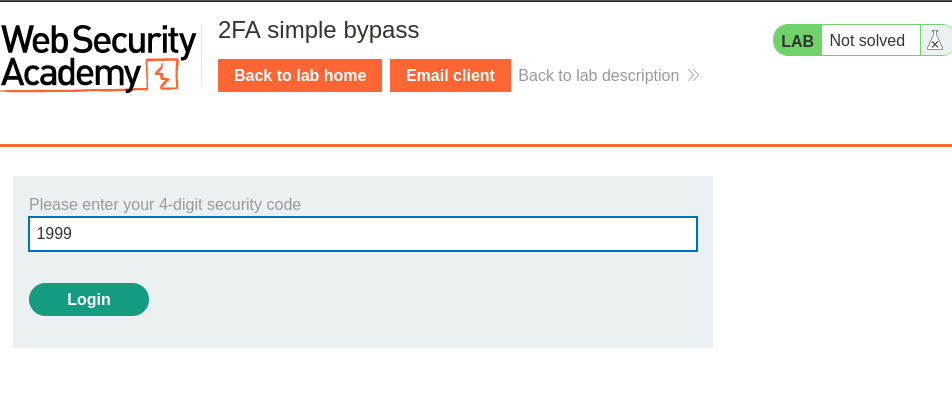 Web Security
Academy
2FA simple bypass
Back to lab home
Email client
Back to lab description
LAB
Not solved
Please enter your 4-digit security code
1999
Login